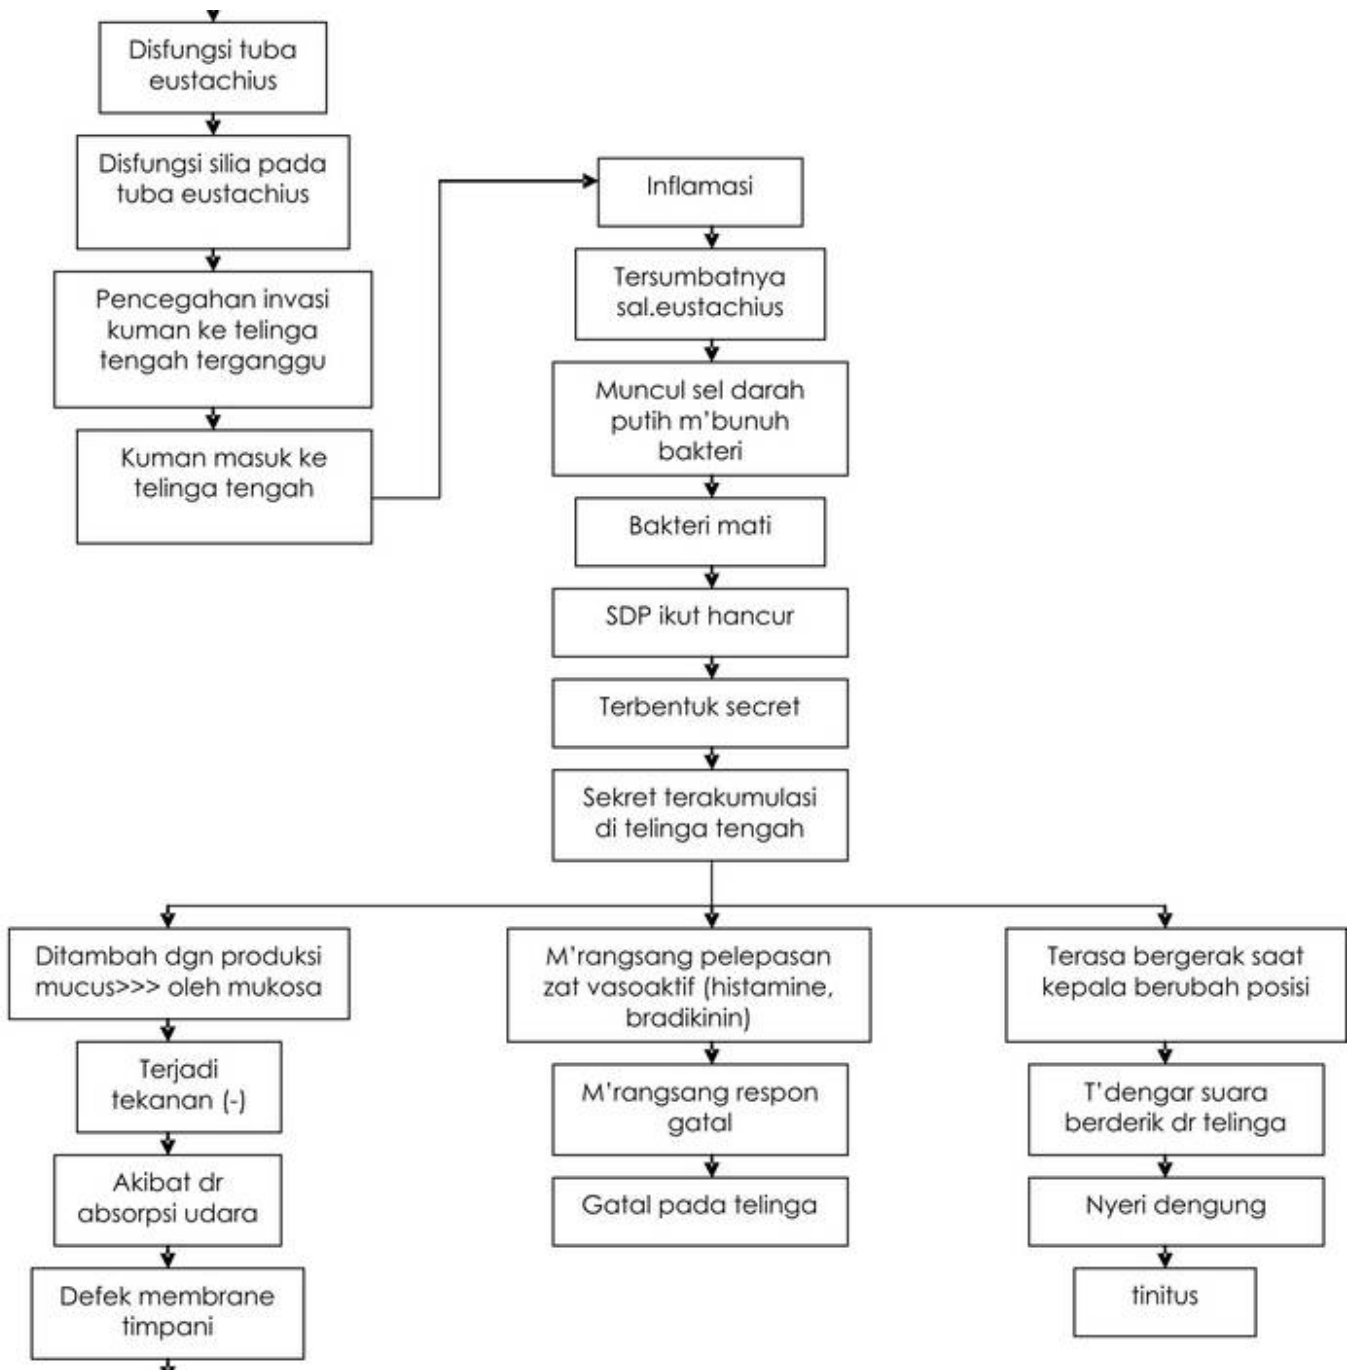 Disfungsi tuba
eustachius
Disfungsi silia pada
tuba eustachius
Pencegahan invasi
kuman ke telinga
tengah terganggu
Kuman masuk ke
telinga tengah
Inflamasi
Tersumbatnya
sal.eustachius
Muncul sel darah
putih m'bunuh
bakteri
Bakteri mati
SDP ikut hancur
Terbentuk secret
Sekret terakumulasi
di telinga tengah
Ditambah dgn produksi
mucus>>> oleh mukosa
Terjadi
tekanan (-)
Akibat dr
absorpsi udara
Defek membrane
timpani
M'rangsang pelepasan
zat vasoaktif (histamine,
bradikinin)
M'rangsang respon
gatal
Gatal pada telinga
Terasa bergerak saat
kepala berubah posisi
T'dengar suara
berderik dr telinga
Nyeri dengung
tinitus